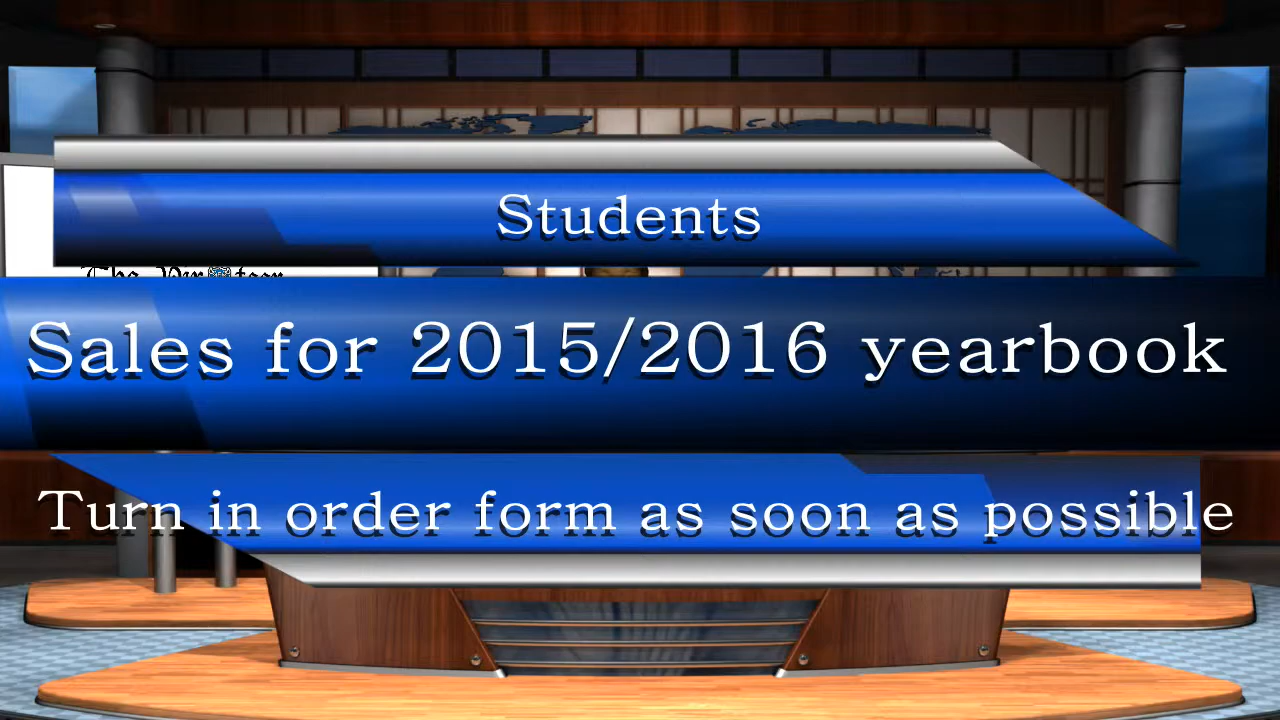 Students
Sales for 2015/2016 yearbook
Turn in order form as soon as possible